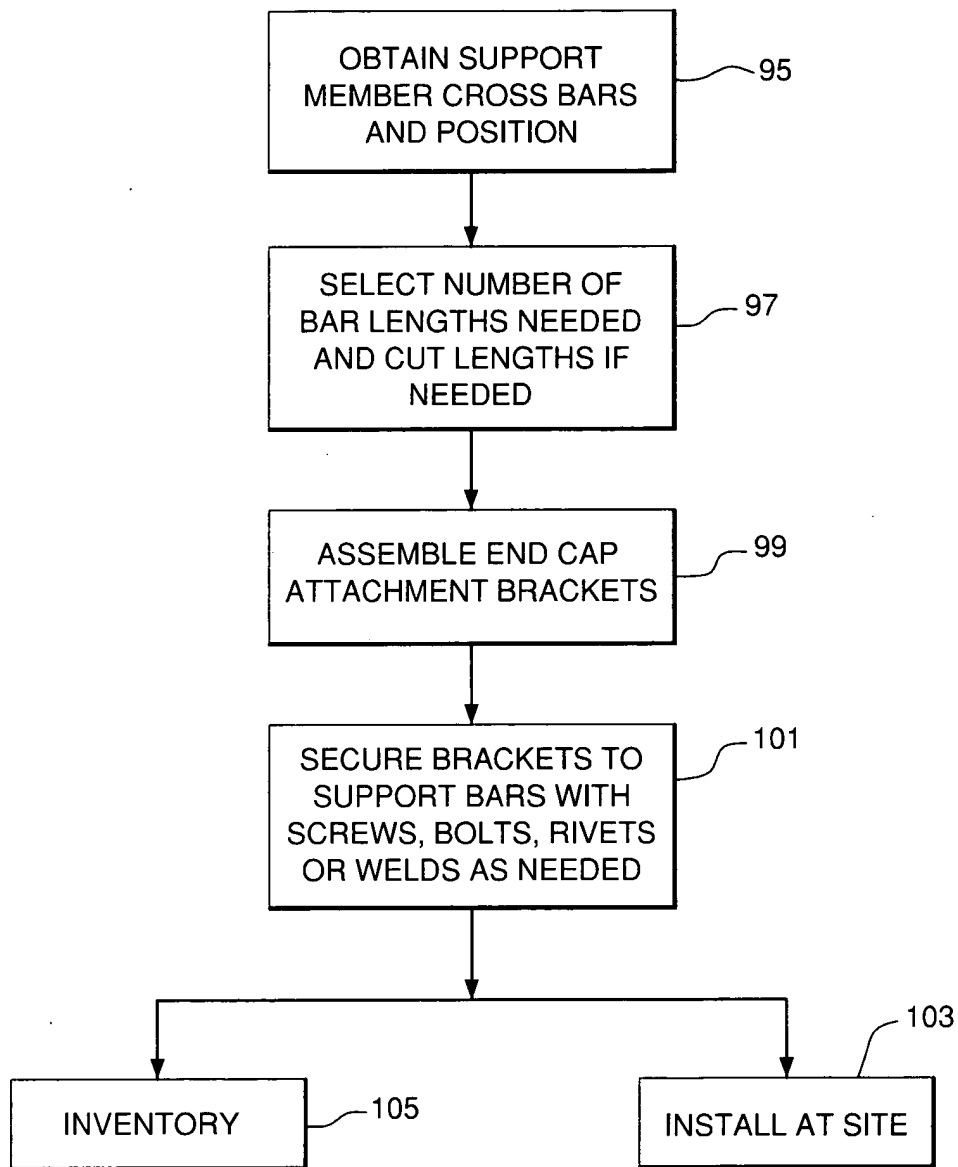 OBTAIN SUPPORT
MEMBER CROSS BARS
AND POSITION
95
SELECT NUMBER OF
BAR LENGTHS NEEDED
AND CUT LENGTHS IF
NEEDED
97
ASSEMBLE END CAP
ATTACHMENT BRACKETS
99
SECURE BRACKETS TO
SUPPORT BARS WITH
SCREWS, BOLTS, RIVETS
OR WELDS AS NEEDED
101
INVENTORY
105
INSTALL AT SITE
103